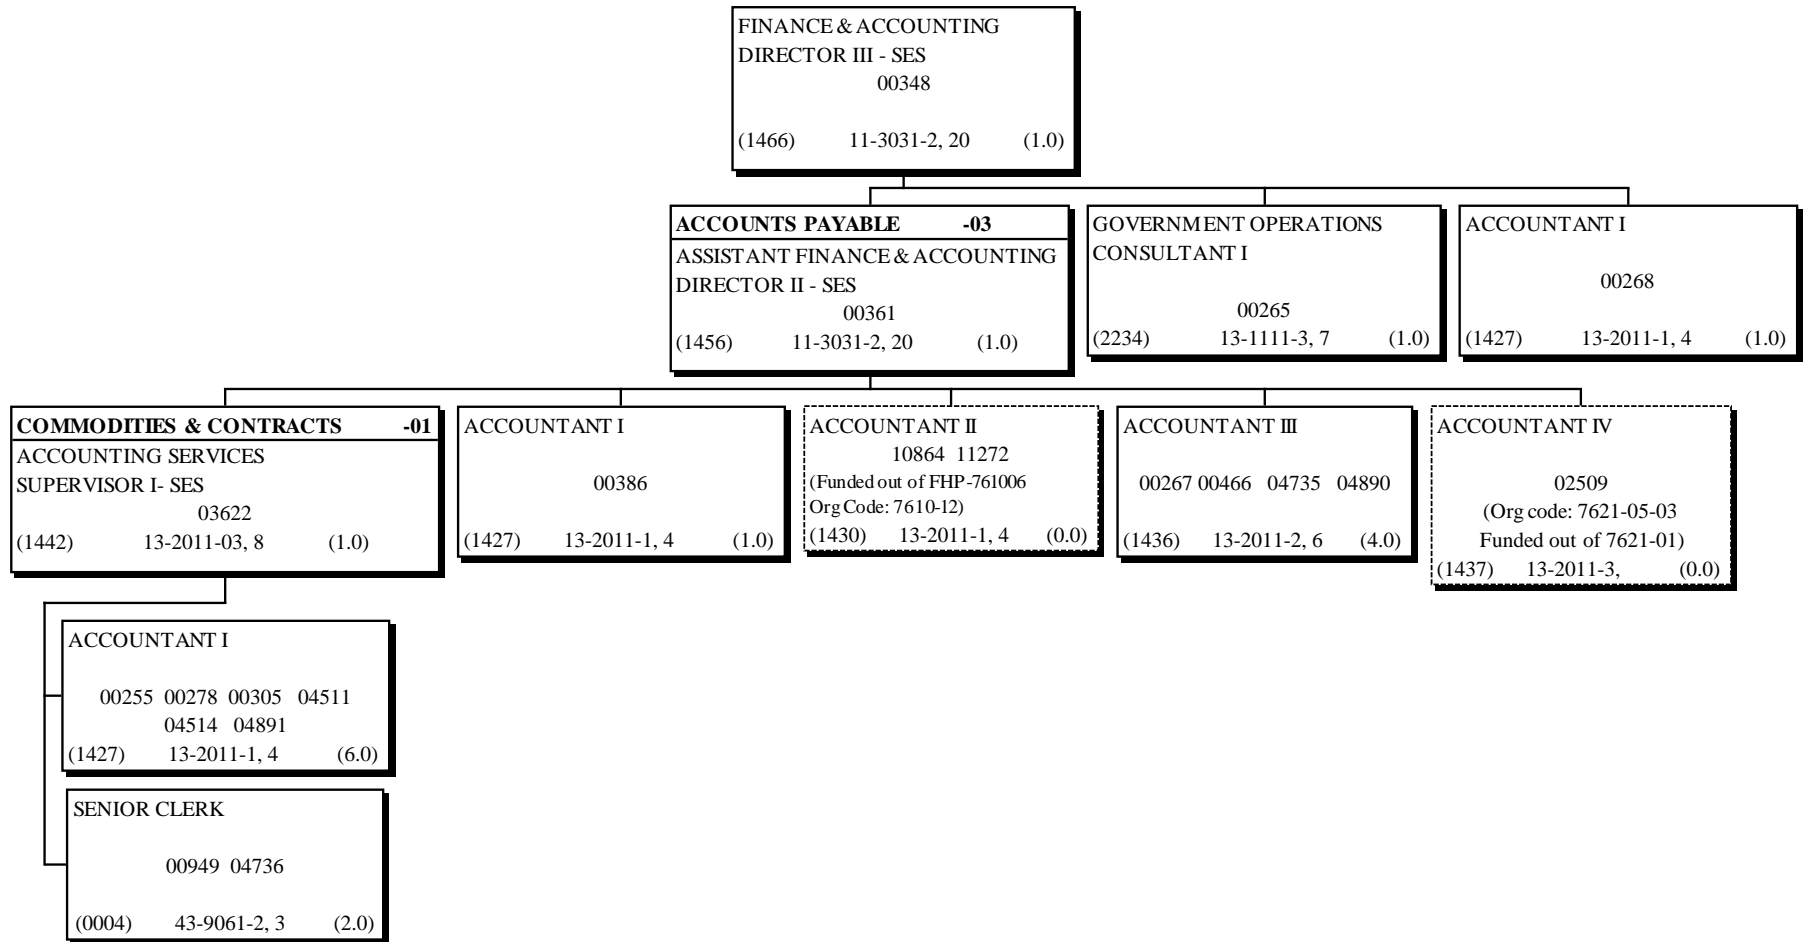 FINANCE & ACCOUNTING
DIRECTOR III - SES
00348
(1466) 11-3031-2, 20 (1.0)
ACCOUNTS PAYABLE -03
ASSISTANT FINANCE & ACCOUNTING
DIRECTOR II - SES
00361
(1456) 11-3031-2, 20 (1.0)
GOVERNMENT OPERATIONS
CONSULTANT I
00265
(2234) 13-1111-3, 7 (1.0)
ACCOUNTANT I
00268
(1427) 13-2011-1, 4 (1.0)
COMMODITIES & CONTRACTS -01
ACCOUNTING SERVICES
SUPERVISOR I- SES
03622
(1442) 13-2011-03, 8 (1.0)
ACCOUNTANT I
00386
(1427) 13-2011-1, 4 (1.0)
ACCOUNTANT II
10864 11272
(Funded out of FHP-761006
Org Code: 7610-12)
(1430) 13-2011-1, 4 (0.0)
ACCOUNTANT III
00267 00466 04735 04890
(1436) 13-2011-2, 6 (4.0)
ACCOUNTANT IV
02509
(Org code: 7621-05-03
Funded out of 7621-01)
(1437) 13-2011-3, (0.0)
ACCOUNTANT I
00255 00278 00305 04511
04514 04891
(1427) 13-2011-1, 4 (6.0)
SENIOR CLERK
00949 04736
(0004) 43-9061-2, 3 (2.0)